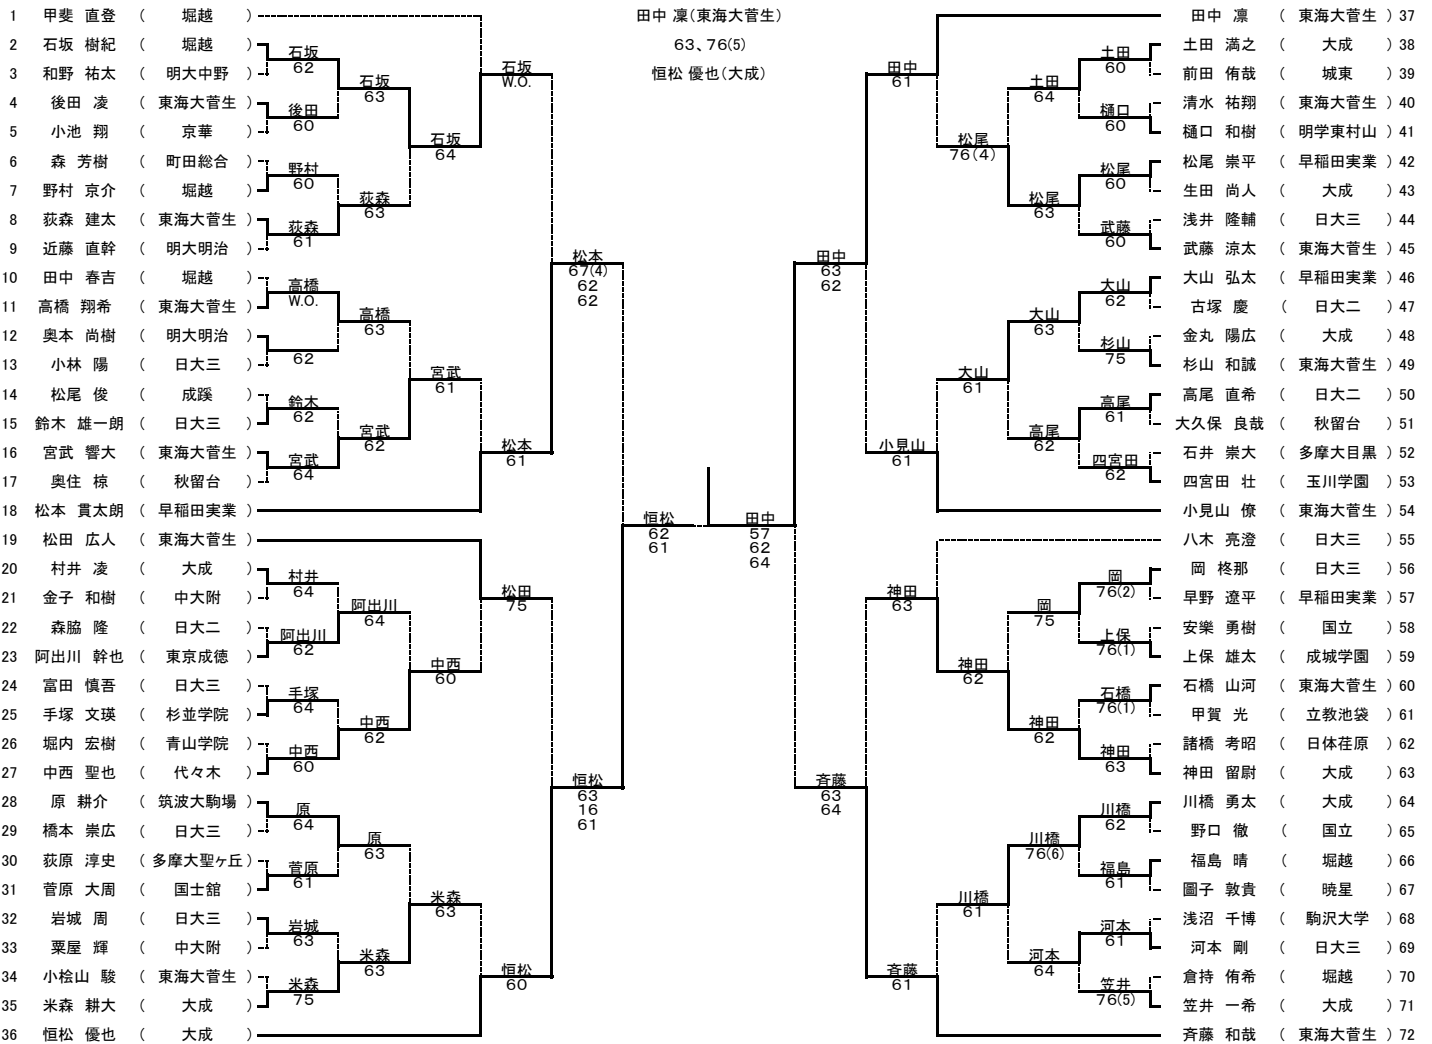 田中 凜(東海大菅生)
63、76(5)
恒松 優也(大成)
1 甲斐 直登 ( 堀越 )
2 石坂 樹紀 ( 堀越 )
3 和野 祐太 ( 明大中野 )
4 後田 凌 ( 東海大菅生 )
5 小池 翔 ( 京華 )
6 森 芳樹 ( 町田総合 )
7 野村 京介 ( 堀越 )
8 荻森 建太 ( 東海大菅生 )
9 近藤 直幹 ( 明大明治 )
10 田中 春吉 ( 堀越 )
11 高橋 翔希 ( 東海大菅生 )
12 奥本 尚樹 ( 明大明治 )
13 小林 陽 ( 日大三 )
14 松尾 俊 ( 成蹊 )
15 鈴木 雄一朗 ( 日大三 )
16 宮武 響大 ( 東海大菅生 )
17 奥住 椋 ( 秋留台 )
18 松本 貫太朗 ( 早稲田実業 )
19 松田 広人 ( 東海大菅生 )
20 村井 凌 ( 大成 )
21 金子 和樹 ( 中大附 )
22 森脇 隆 ( 日大二 )
23 阿出川 幹也 ( 東京成徳 )
24 富田 慎吾 ( 日大三 )
25 手塚 文瑛 ( 杉並学院 )
26 堀内 宏樹 ( 青山学院 )
27 中西 聖也 ( 代々木 )
28 原 耕介 ( 筑波大駒場 )
29 橋本 崇広 ( 日大三 )
30 荻原 淳史 ( 多摩大聖ヶ丘 )
31 菅原 大周 ( 国士舘 )
32 岩城 周 ( 日大三 )
33 粟屋 輝 ( 中大附 )
34 小桧山 駿 ( 東海大菅生 )
35 米森 耕大 ( 大成 )
36 恒松 優也 ( 大成 )
石坂
62
後田
60
野村
60
荻森
61
高橋
W.O.
62
鈴木
62
宮武
64
村井
64
阿出川
62
手塚
64
中西
60
原
64
菅原
61
岩城
63
米森
75
石坂
63
荻森
63
高橋
63
宮武
62
阿出川
64
中西
62
原
63
米森
63
石坂
64
宮武
61
中西
60
米森
63
石坂
W.O.
松本
61
松田
75
恒松
60
松本
67(4)
62
62
恒松
63
16
61
恒松
62
61
田中
57
62
64
田中
63
62
斉藤
63
64
田中
61
小見山
61
神田
63
斉藤
61
松尾
76(4)
大山
61
神田
62
川橋
61
土田
64
松尾
63
大山
63
高尾
62
岡
75
神田
62
川橋
76(6)
河本
64
土田
60
樋口
60
松尾
60
武藤
60
大山
62
杉山
75
高尾
61
四宮田
62
岡
76(2)
上保
76(1)
石橋
76(1)
神田
63
川橋
62
福島
61
河本
61
笠井
76(5)
田中 凛 ( 東海大菅生 ) 37
土田 満之 ( 大成 ) 38
前田 侑哉 ( 城東 ) 39
清水 祐翔 ( 東海大菅生 ) 40
樋口 和樹 ( 明学東村山 ) 41
松尾 崇平 ( 早稲田実業 ) 42
生田 尚人 ( 大成 ) 43
浅井 隆輔 ( 日大三 ) 44
武藤 涼太 ( 東海大菅生 ) 45
大山 弘太 ( 早稲田実業 ) 46
古塚 慶 ( 日大二 ) 47
金丸 陽広 ( 大成 ) 48
杉山 和誠 ( 東海大菅生 ) 49
高尾 直希 ( 日大二 ) 50
大久保 良哉 ( 秋留台 ) 51
石井 崇大 ( 多摩大目黒 ) 52
四宮田 壮 ( 玉川学園 ) 53
小見山 僚 ( 東海大菅生 ) 54
八木 亮澄 ( 日大三 ) 55
岡 柊那 ( 日大三 ) 56
早野 遼平 ( 早稲田実業 ) 57
安樂 勇樹 ( 国立 ) 58
上保 雄太 ( 成城学園 ) 59
石橋 山河 ( 東海大菅生 ) 60
甲賀 光 ( 立教池袋 ) 61
諸橋 考昭 ( 日体荏原 ) 62
神田 留尉 ( 大成 ) 63
川橋 勇太 ( 大成 ) 64
野口 徹 ( 国立 ) 65
福島 晴 ( 堀越 ) 66
圖子 敦貴 ( 暁星 ) 67
浅沼 千博 ( 駒沢大学 ) 68
河本 剛 ( 日大三 ) 69
倉持 侑希 ( 堀越 ) 70
笠井 一希 ( 大成 ) 71
斉藤 和哉 ( 東海大菅生 ) 72